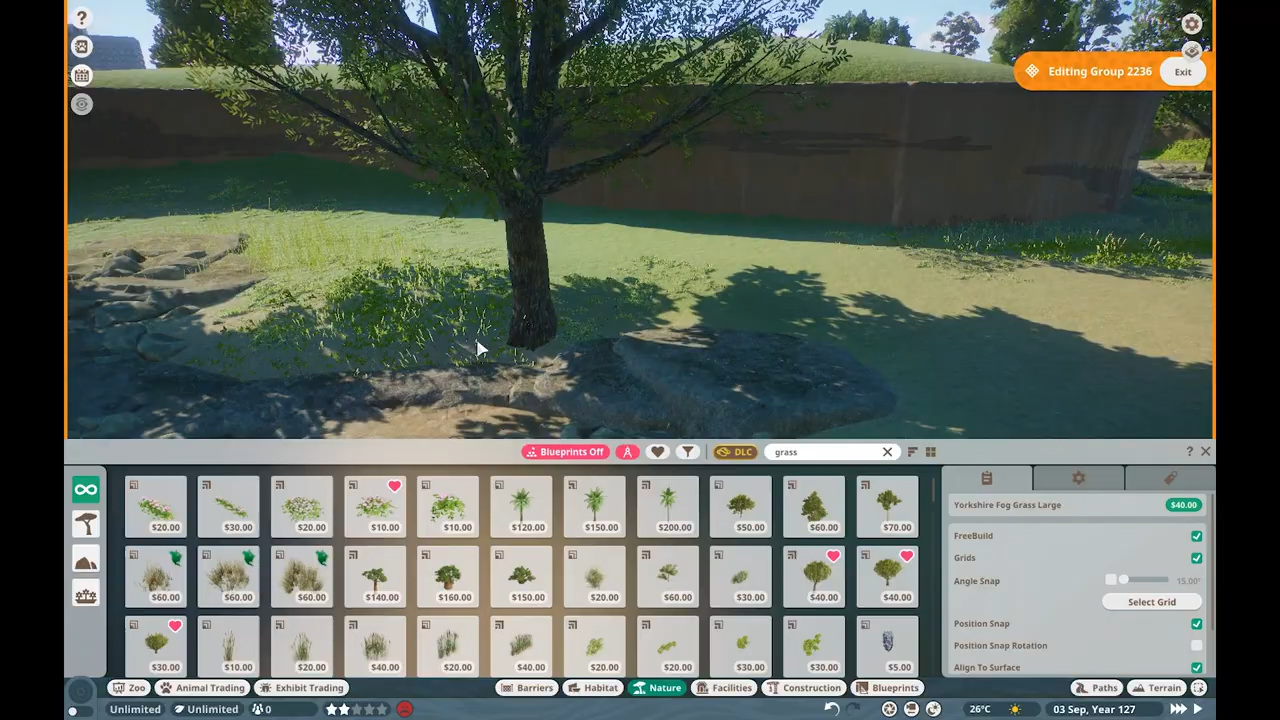 ?
Editing Group 2236 Exit
Blueprints Off DLC grass ?
$20.00 $30.00 $20.00 $10.00 $10.00 $120.00 $150.00 $200.00 $50.00 $60.00 $70.00
$60.00 $60.00 $60.00 $140.00 $160.00 $150.00 $20.00 $60.00 $30.00 $40.00 $40.00
$30.00 $10.00 $20.00 $40.00 $20.00 $40.00 $20.00 $20.00 $30.00 $30.00 $5.00
Yorkshire Fog Grass Large $40.00
FreeBuild
Grids
Angle Snap 15.00°
Select Grid
Position Snap
Position Snap Rotation
Align To Surface
Zoo Animal Trading Exhibit Trading Barriers Habitat Nature Facilities Construction Blueprints Paths Terrain
Unlimited Unlimited 0 26°C 03 Sep, Year 127